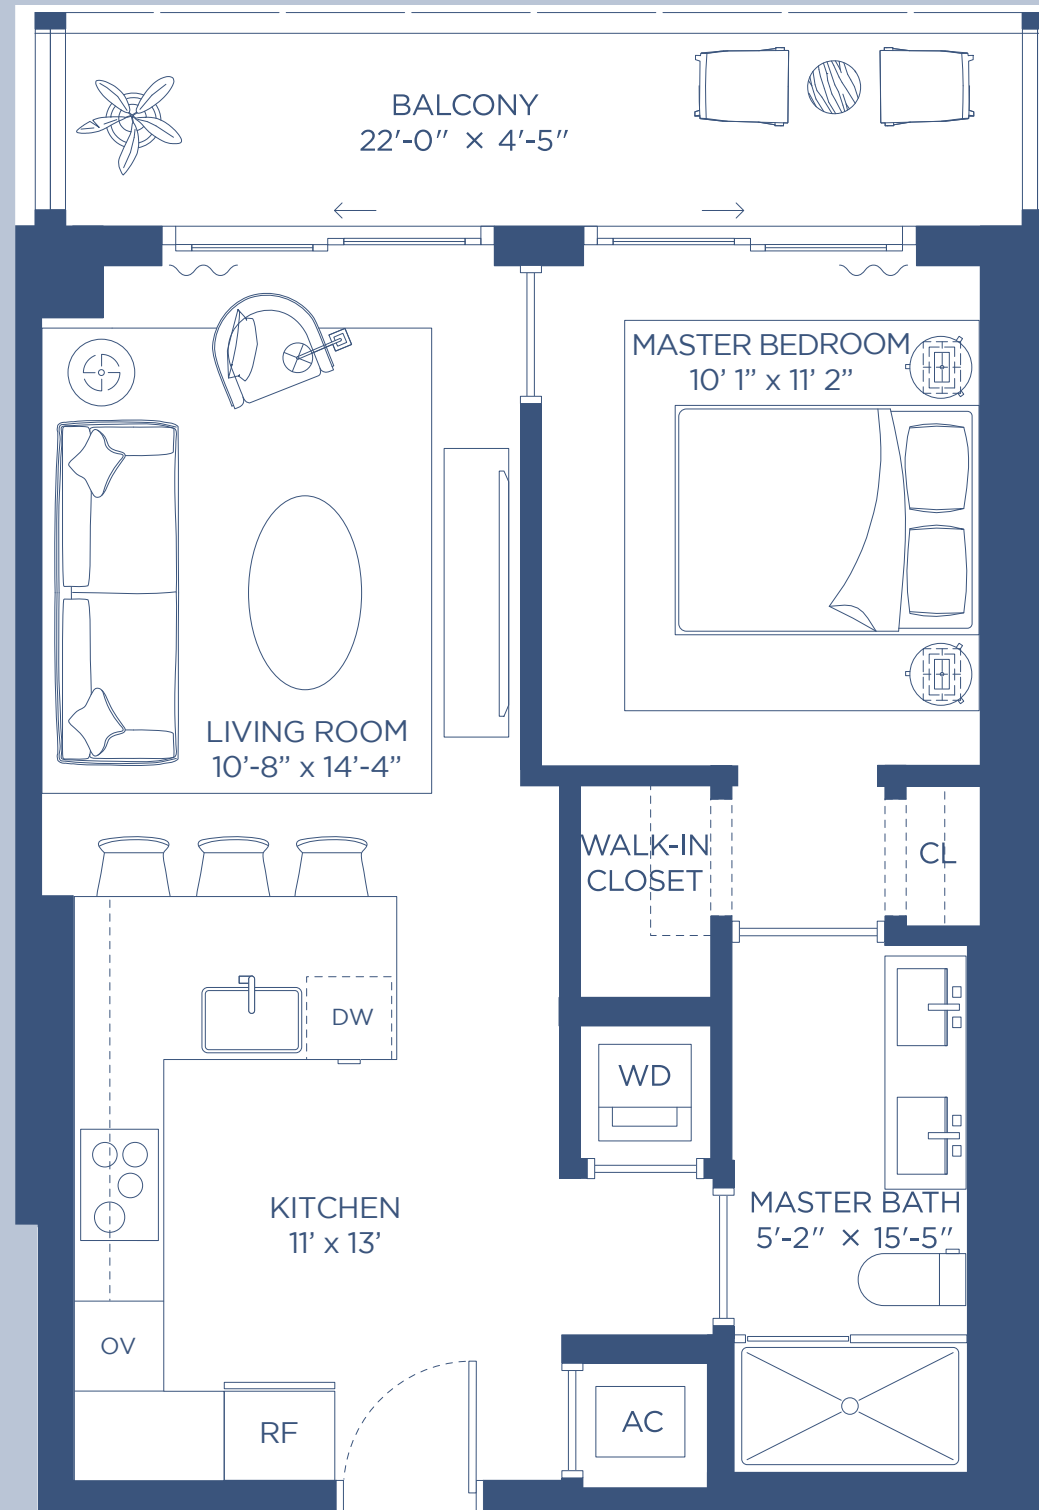 BALCONY
22'-0" × 4'-5"
MASTER BEDROOM
10' 1” x 11' 2”
LIVING ROOM
10'-8” x 14'-4”
WALK-IN
CLOSET
CL
DW
WD
KITCHEN
11' x 13'
MASTER BATH
5'-2" × 15'-5"
OV
RF
AC